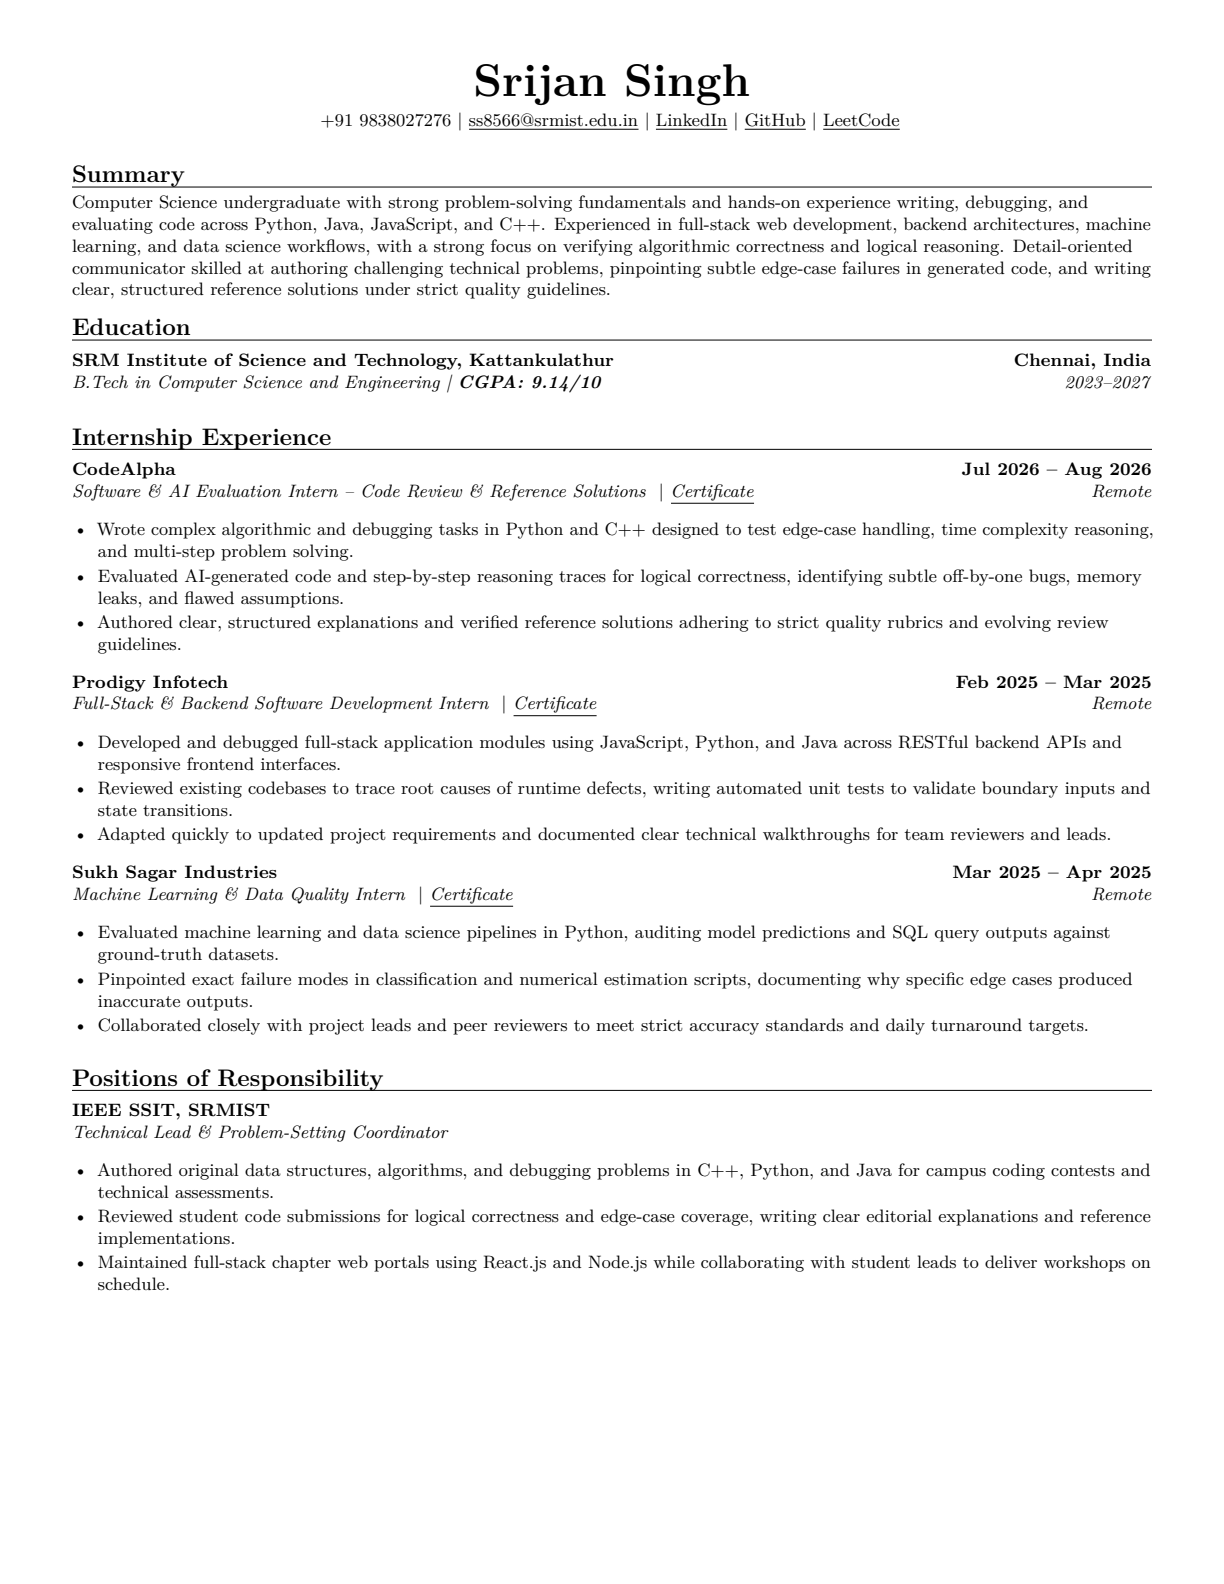 Srijan Singh
+91 9838027276 | ss8566@srmist.edu.in | LinkedIn | GitHub | LeetCode
Summary
Computer Science undergraduate with strong problem-solving fundamentals and hands-on experience writing, debugging, and
evaluating code across Python, Java, JavaScript, and C++. Experienced in full-stack web development, backend architectures, machine
learning, and data science workflows, with a strong focus on verifying algorithmic correctness and logical reasoning. Detail-oriented
communicator skilled at authoring challenging technical problems, pinpointing subtle edge-case failures in generated code, and writing
clear, structured reference solutions under strict quality guidelines.
Education
SRM Institute of Science and Technology, Kattankulathur Chennai, India
B.Tech in Computer Science and Engineering | CGPA: 9.14/10 2023–2027
Internship Experience
CodeAlpha Jul 2026 – Aug 2026
Software & AI Evaluation Intern – Code Review & Reference Solutions | Certificate Remote
• Wrote complex algorithmic and debugging tasks in Python and C++ designed to test edge-case handling, time complexity reasoning,
and multi-step problem solving.
• Evaluated AI-generated code and step-by-step reasoning traces for logical correctness, identifying subtle off-by-one bugs, memory
leaks, and flawed assumptions.
• Authored clear, structured explanations and verified reference solutions adhering to strict quality rubrics and evolving review
guidelines.
Prodigy Infotech Feb 2025 – Mar 2025
Full-Stack & Backend Software Development Intern | Certificate Remote
• Developed and debugged full-stack application modules using JavaScript, Python, and Java across RESTful backend APIs and
responsive frontend interfaces.
• Reviewed existing codebases to trace root causes of runtime defects, writing automated unit tests to validate boundary inputs and
state transitions.
• Adapted quickly to updated project requirements and documented clear technical walkthroughs for team reviewers and leads.
Sukh Sagar Industries Mar 2025 – Apr 2025
Machine Learning & Data Quality Intern | Certificate Remote
• Evaluated machine learning and data science pipelines in Python, auditing model predictions and SQL query outputs against
ground-truth datasets.
• Pinpointed exact failure modes in classification and numerical estimation scripts, documenting why specific edge cases produced
inaccurate outputs.
• Collaborated closely with project leads and peer reviewers to meet strict accuracy standards and daily turnaround targets.
Positions of Responsibility
IEEE SSIT, SRMIST
Technical Lead & Problem-Setting Coordinator
• Authored original data structures, algorithms, and debugging problems in C++, Python, and Java for campus coding contests and
technical assessments.
• Reviewed student code submissions for logical correctness and edge-case coverage, writing clear editorial explanations and reference
implementations.
• Maintained full-stack chapter web portals using React.js and Node.js while collaborating with student leads to deliver workshops on
schedule.